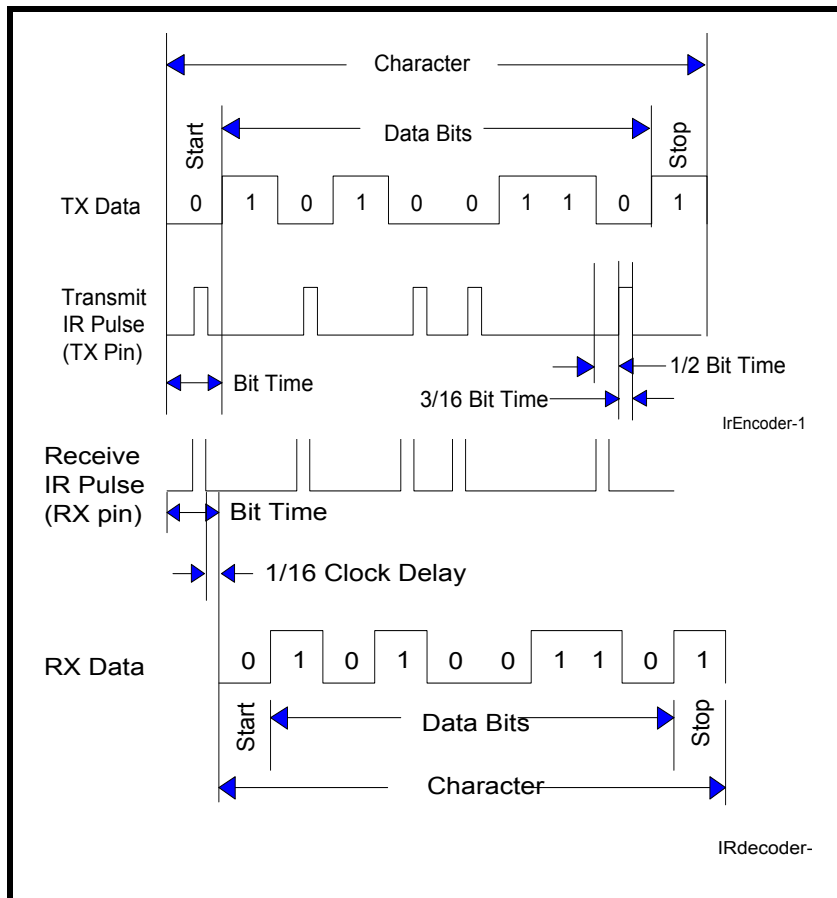 Character
Start
Data Bits
Stop
TX Data
0 1 0 1 0 0 1 1 0 1
Transmit
IR Pulse
(TX Pin)
Bit Time
1/2 Bit Time
3/16 Bit Time
IrEncoder-1
Receive
IR Pulse
(RX pin)
Bit Time
1/16 Clock Delay
RX Data
0 1 0 1 0 0 1 1 0 1
Start
Data Bits
Stop
Character
IRdecoder-